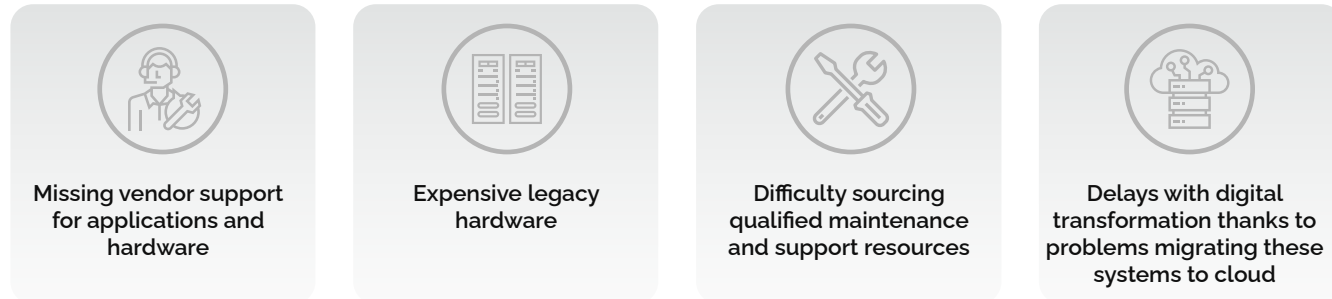 Missing vendor support
for applications and
hardware
Expensive legacy
hardware
Difficulty sourcing
qualified maintenance
and support resources
Delays with digital
transformation thanks to
problems migrating these
systems to cloud